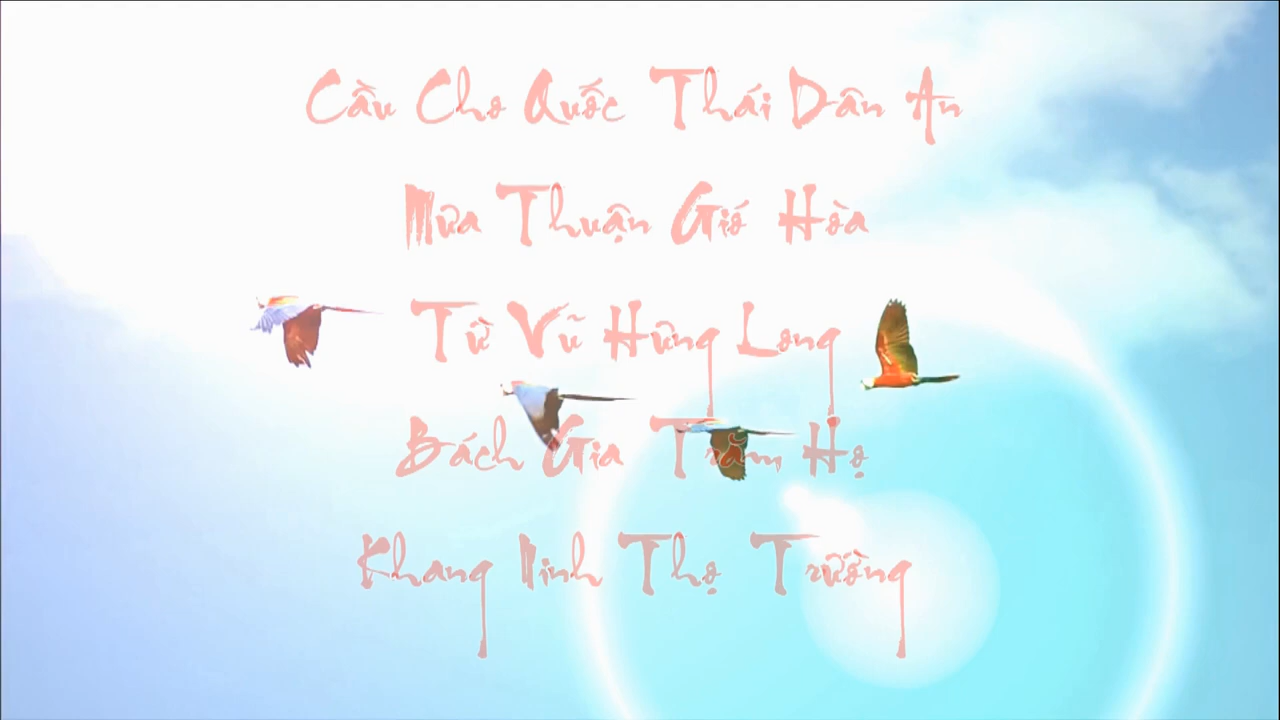 Cầu Cho Quốc Thái Dân An
Mưa Thuận Gió Hòa
Từ Vũ Hưng Long
Bách Gia Trăm Họ
Khang Ninh Thọ Trường